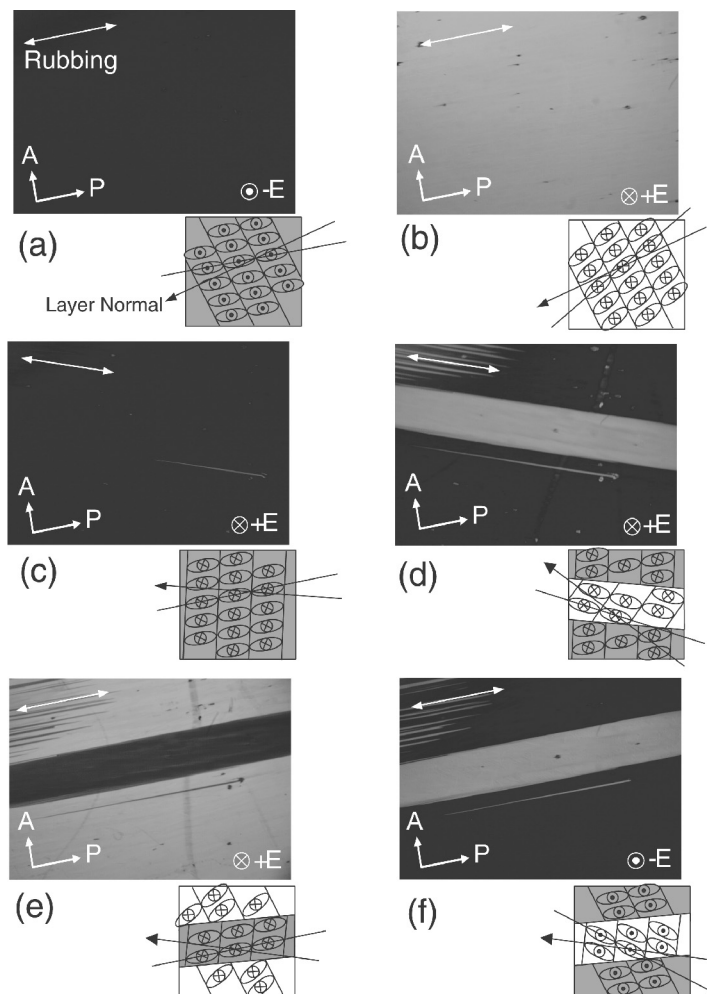 Rubbing
A
P
⊙-E
(a)
Layer Normal
A
P
⊗+E
(b)
A
P
⊗+E
(c)
A
P
⊗+E
(d)
A
P
⊗+E
(e)
A
P
⊙-E
(f)